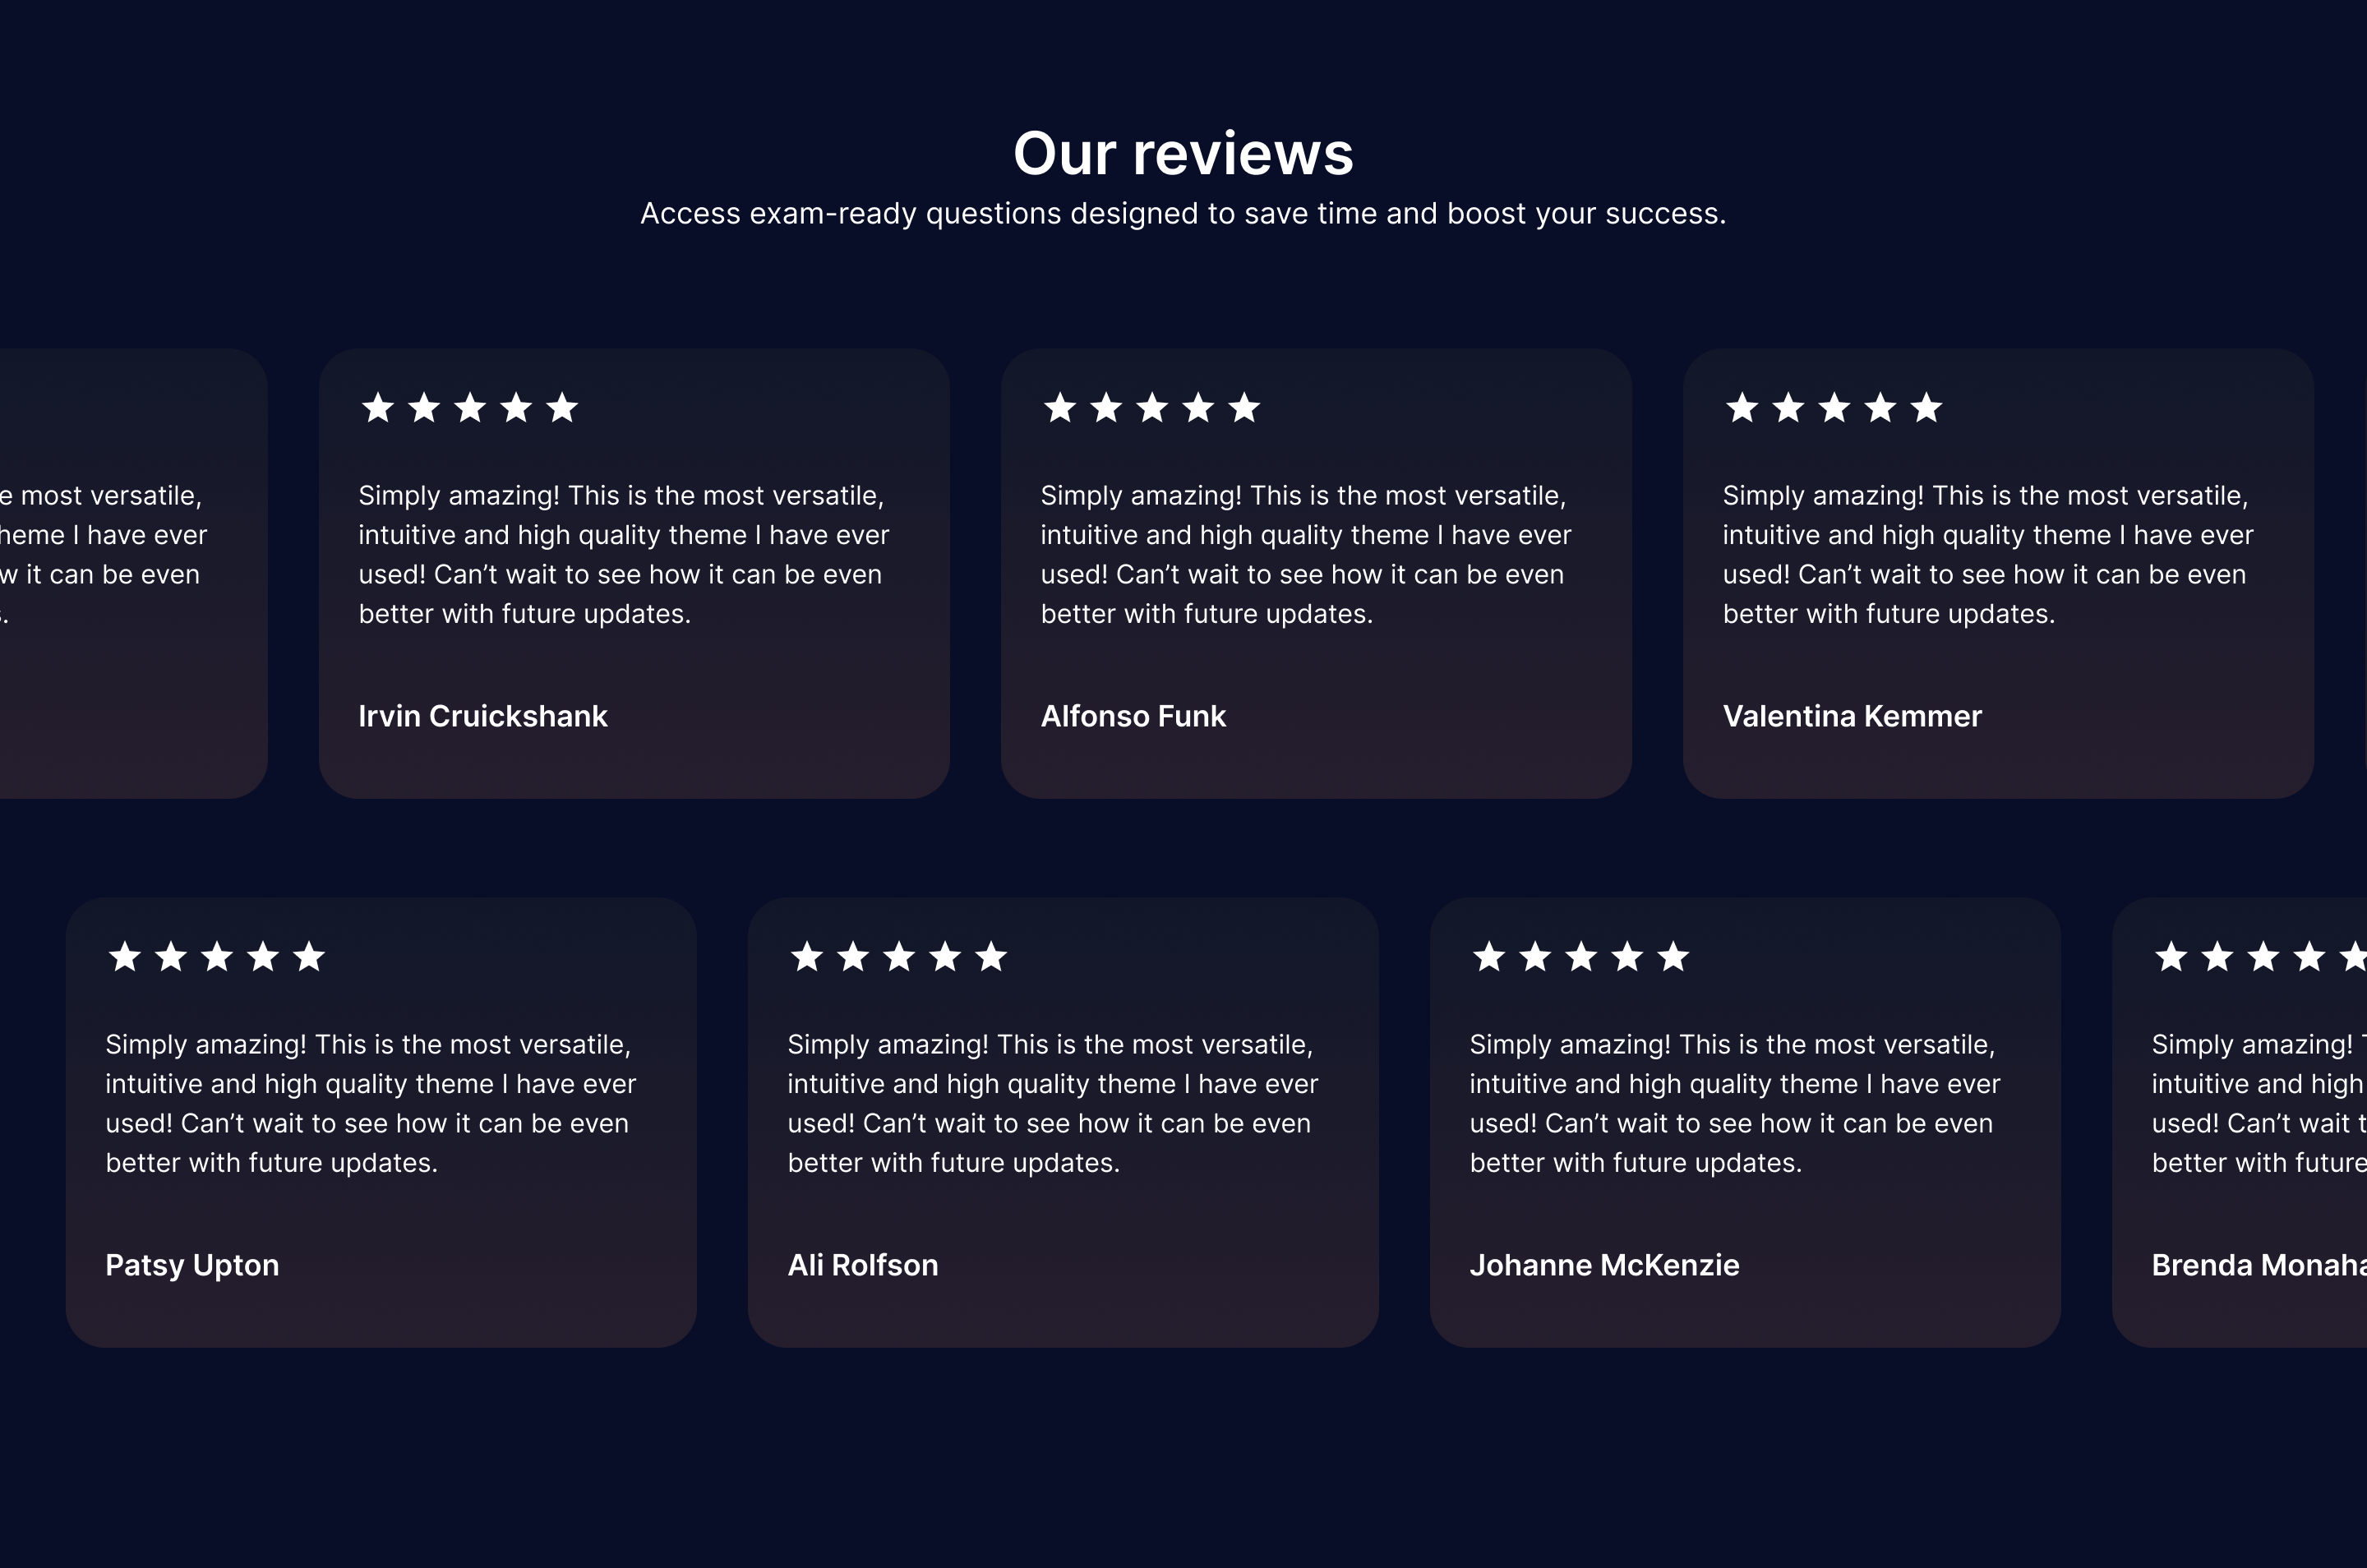 Our reviews
Access exam-ready questions designed to save time and boost your success.
most versatile,
I have ever
it can be even
Simply amazing! This is the most versatile,
intuitive and high quality theme I have ever
used! Can’t wait to see how it can be even
better with future updates.
Irvin Cruickshank
Simply amazing! This is the most versatile,
intuitive and high quality theme I have ever
used! Can’t wait to see how it can be even
better with future updates.
Alfonso Funk
Simply amazing! This is the most versatile,
intuitive and high quality theme I have ever
used! Can’t wait to see how it can be even
better with future updates.
Valentina Kemmer
Simply amazing! This is the most versatile,
intuitive and high quality theme I have ever
used! Can’t wait to see how it can be even
better with future updates.
Patsy Upton
Simply amazing! This is the most versatile,
intuitive and high quality theme I have ever
used! Can’t wait to see how it can be even
better with future updates.
Ali Rolfson
Simply amazing! This is the most versatile,
intuitive and high quality theme I have ever
used! Can’t wait to see how it can be even
better with future updates.
Johanne McKenzie
Simply amazing!
intuitive and high
used! Can’t wait
better with future
Brenda